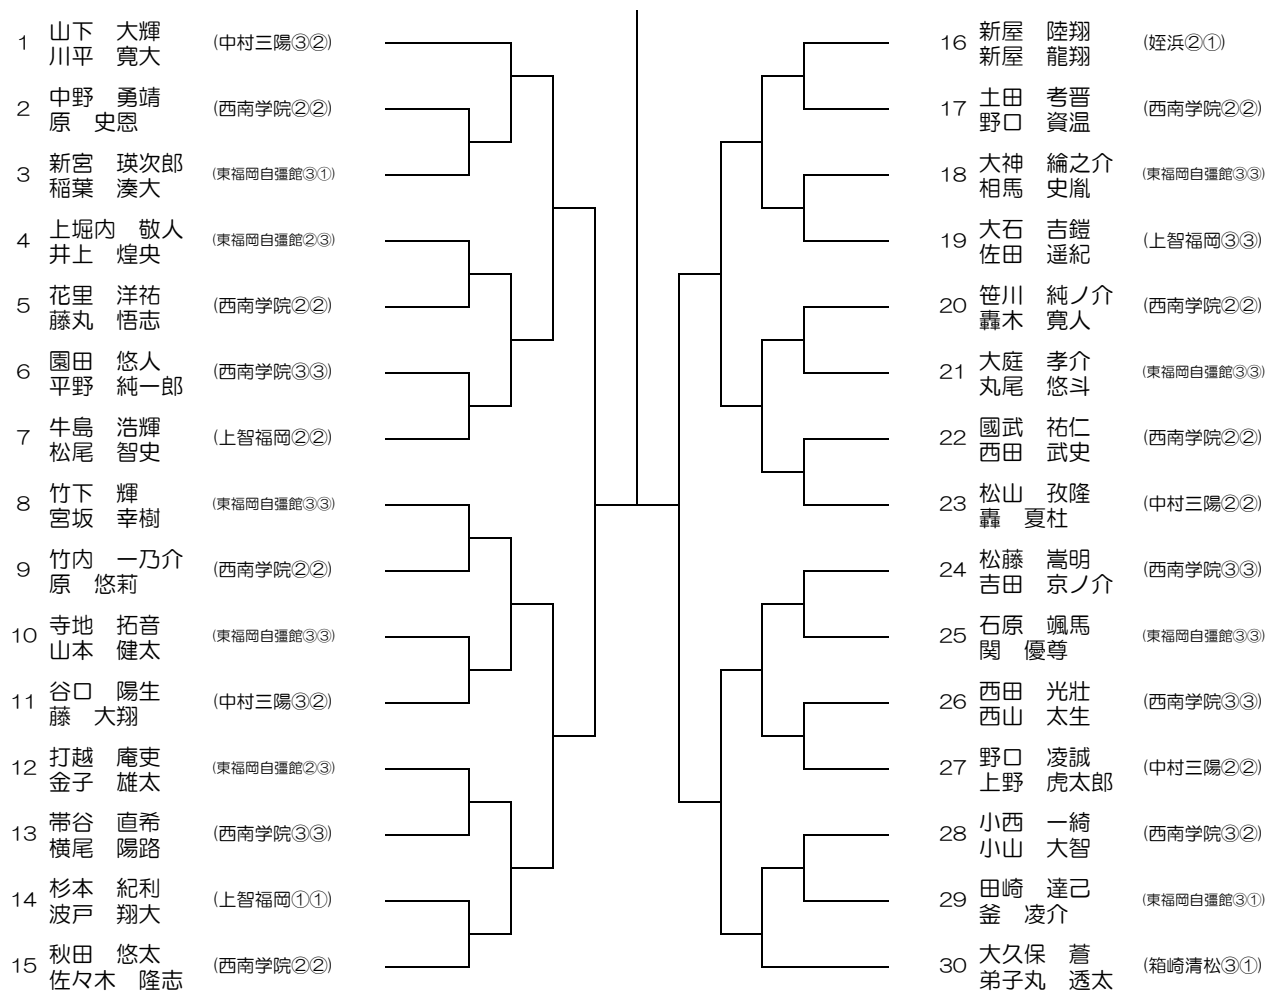 1 山下　大輝 (中村三陽③②)
川平　寛大
2 中野　勇靖 (西南学院②②)
原　史恩
3 新宮　瑛次郎 (東福岡自彊館③①)
稲葉　湊大
4 上堀内　敬人 (東福岡自彊館②③)
井上　煌央
5 花里　洋祐 (西南学院②②)
藤丸　悟志
6 園田　悠人 (西南学院③③)
平野　純一郎
7 牛島　浩輝 (上智福岡②②)
松尾　智史
8 竹下　輝 (東福岡自彊館③③)
宮坂　幸樹
9 竹内　一乃介 (西南学院②②)
原　悠莉
10 寺地　拓音 (東福岡自彊館③③)
山本　健太
11 谷口　陽生 (中村三陽③②)
藤　大翔
12 打越　庵吏 (東福岡自彊館②③)
金子　雄太
13 帯谷　直希 (西南学院③③)
横尾　陽路
14 杉本　紀利 (上智福岡①①)
波戸　翔大
15 秋田　悠太 (西南学院②②)
佐々木　隆志
16 新屋　陸翔 (姪浜②①)
新屋　龍翔
17 土田　考晋 (西南学院②②)
野口　資温
18 大神　綸之介 (東福岡自彊館③③)
相馬　史胤
19 大石　吉鎧 (上智福岡③③)
佐田　遥紀
20 笹川　純ノ介 (西南学院②②)
轟木　寛人
21 大庭　孝介 (東福岡自彊館③③)
丸尾　悠斗
22 國武　祐仁 (西南学院②②)
西田　武史
23 松山　孜隆 (中村三陽②②)
轟　夏杜
24 松藤　嵩明 (西南学院③③)
吉田　京ノ介
25 石原　颯馬 (東福岡自彊館③③)
関　優尊
26 西田　光壯 (西南学院③③)
西山　太生
27 野口　凌誠 (中村三陽②②)
上野　虎太郎
28 小西　一綺 (西南学院③②)
小山　大智
29 田崎　達己 (東福岡自彊館③①)
釜　凌介
30 大久保　蒼 (箱崎清松③①)
弟子丸　透太